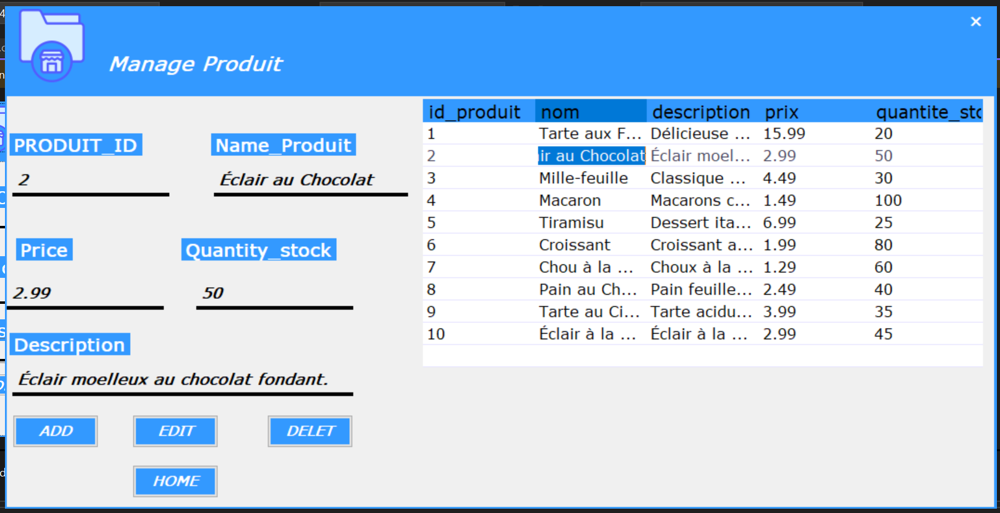 ×
Manage Produit
PRODUIT_ID
Name_Produit
2
Éclair au Chocolat
Price
Quantity_stock
2.99
50
Description
Éclair moelleux au chocolat fondant.
ADD
EDIT
DELET
HOME
id_produit nom description prix quantite_stc
1 Tarte aux F... Délicieuse ... 15.99 20
2 ir au Chocolat Éclair moel... 2.99 50
3 Mille-feuille Classique ... 4.49 30
4 Macaron Macarons c... 1.49 100
5 Tiramisu Dessert ita... 6.99 25
6 Croissant Croissant a... 1.99 80
7 Chou à la ... Choux à la ... 1.29 60
8 Pain au Ch... Pain feuille... 2.49 40
9 Tarte au Ci... Tarte acidu... 3.99 35
10 Éclair à la ... Éclair à la ... 2.99 45